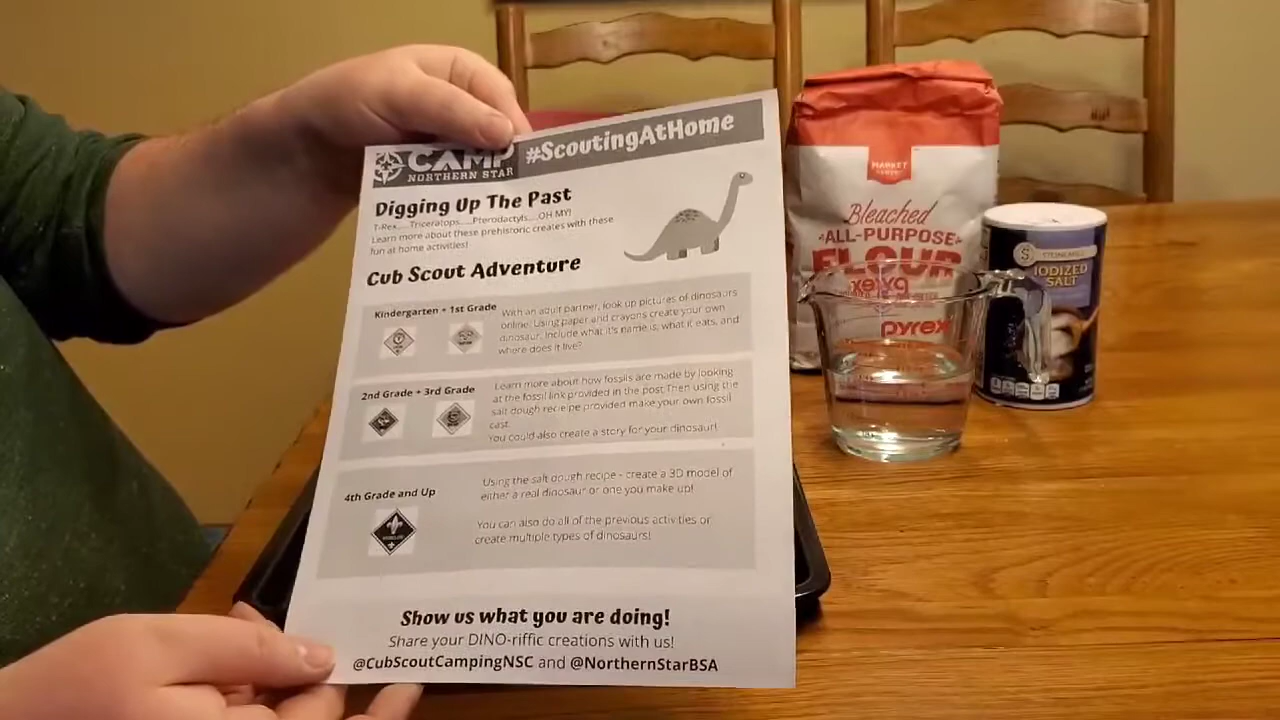 CAMP
NORTHERN STAR
#ScoutingAtHome
Digging Up The Past
T-Rex....Triceratops.....Pterodactyls....OH MY!
Learn more about these prehistoric creates with these
fun at home activities!
Cub Scout Adventure
Kindergarten + 1st Grade
With an adult partner, look up pictures of dinosaurs
online. Using paper and crayons create your own
dinosaur. Include what it's name is, what it eats, and
where does it live?
2nd Grade + 3rd Grade
Learn more about how fossils are made by looking
at the fossil link provided in the post.Then using the
salt dough recieipe provided make your own fossil
cast.
You could also create a story for your dinosaur!
4th Grade and Up
Using the salt dough recipe - create a 3D model of
either a real dinosaur or one you make up!
You can also do all of the previous activities or
create multiple types of dinosaurs!
Show us what you are doing!
Share your DINO-riffic creations with us!
@CubScoutCampingNSC and @NorthernStarBSA
MARKET
Bleached
ALL-PURPOSE
FLOUR
PYREX
pyrex
S
IODIZED
SALT